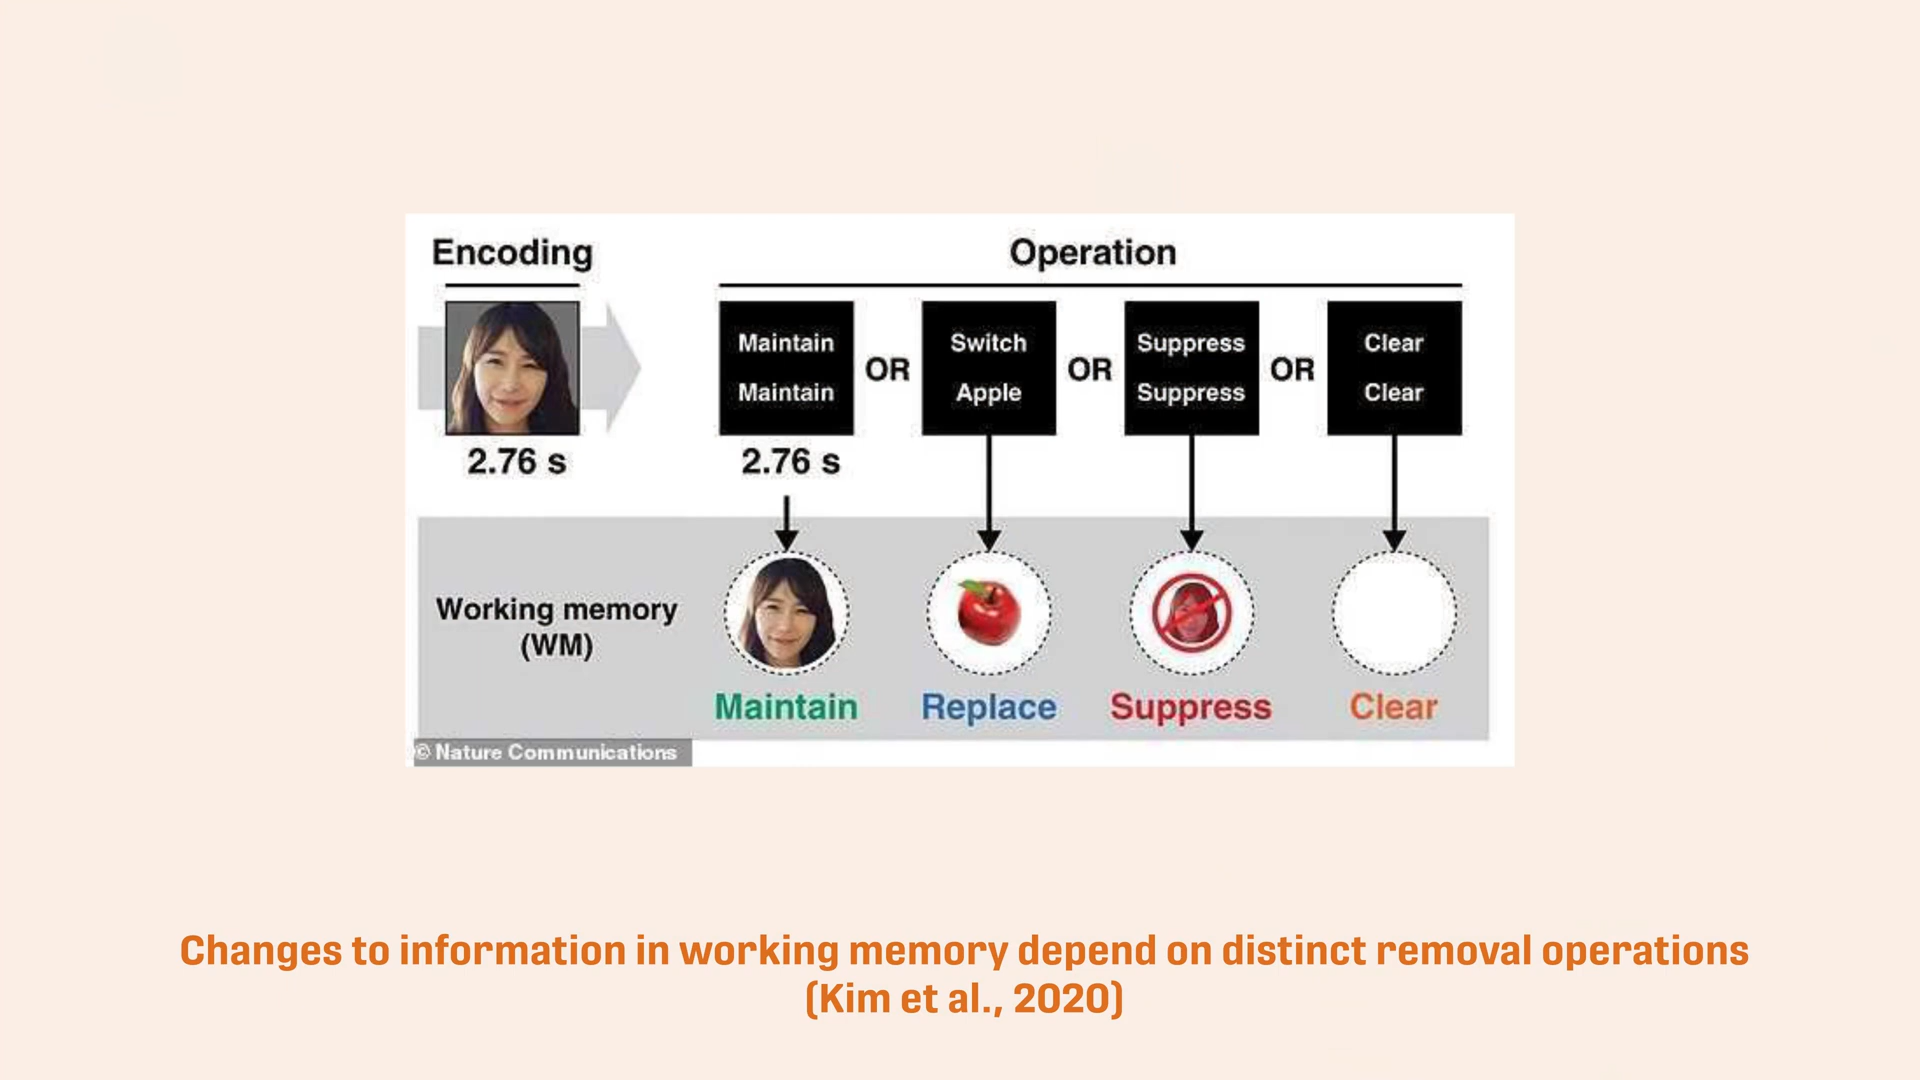 Encoding
Operation
Maintain
Maintain
OR
Switch
Apple
OR
Suppress
Suppress
OR
Clear
Clear
2.76 s
2.76 s
Working memory
(WM)
Maintain
Replace
Suppress
Clear
© Nature Communications
Changes to information in working memory depend on distinct removal operations
(Kim et al., 2020)